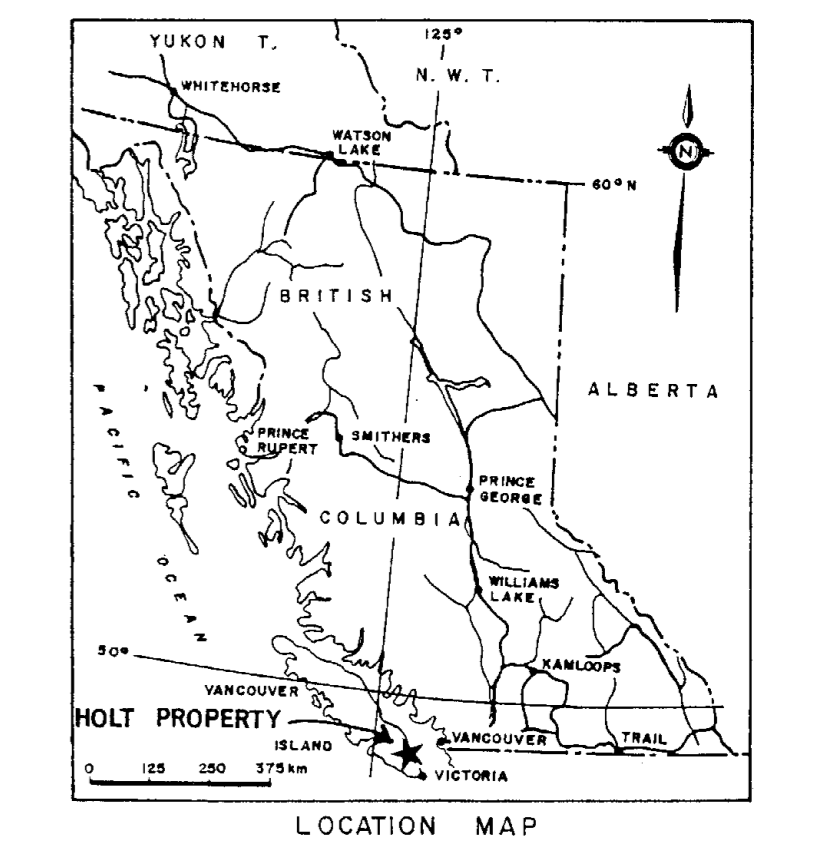 YUKON T.
125°
N. W. T.
WHITEHORSE
WATSON
LAKE
N
60° N
BRITISH
ALBERTA
PACIFIC
OCEAN
PRINCE
RUPERT
SMITHERS
PRINCE
GEORGE
COLUMBIA
WILLIAMS
LAKE
50°
KAMLOOPS
VANCOUVER
ISLAND
HOLT PROPERTY
VANCOUVER
TRAIL
VICTORIA
0 125 250 375 km
LOCATION MAP